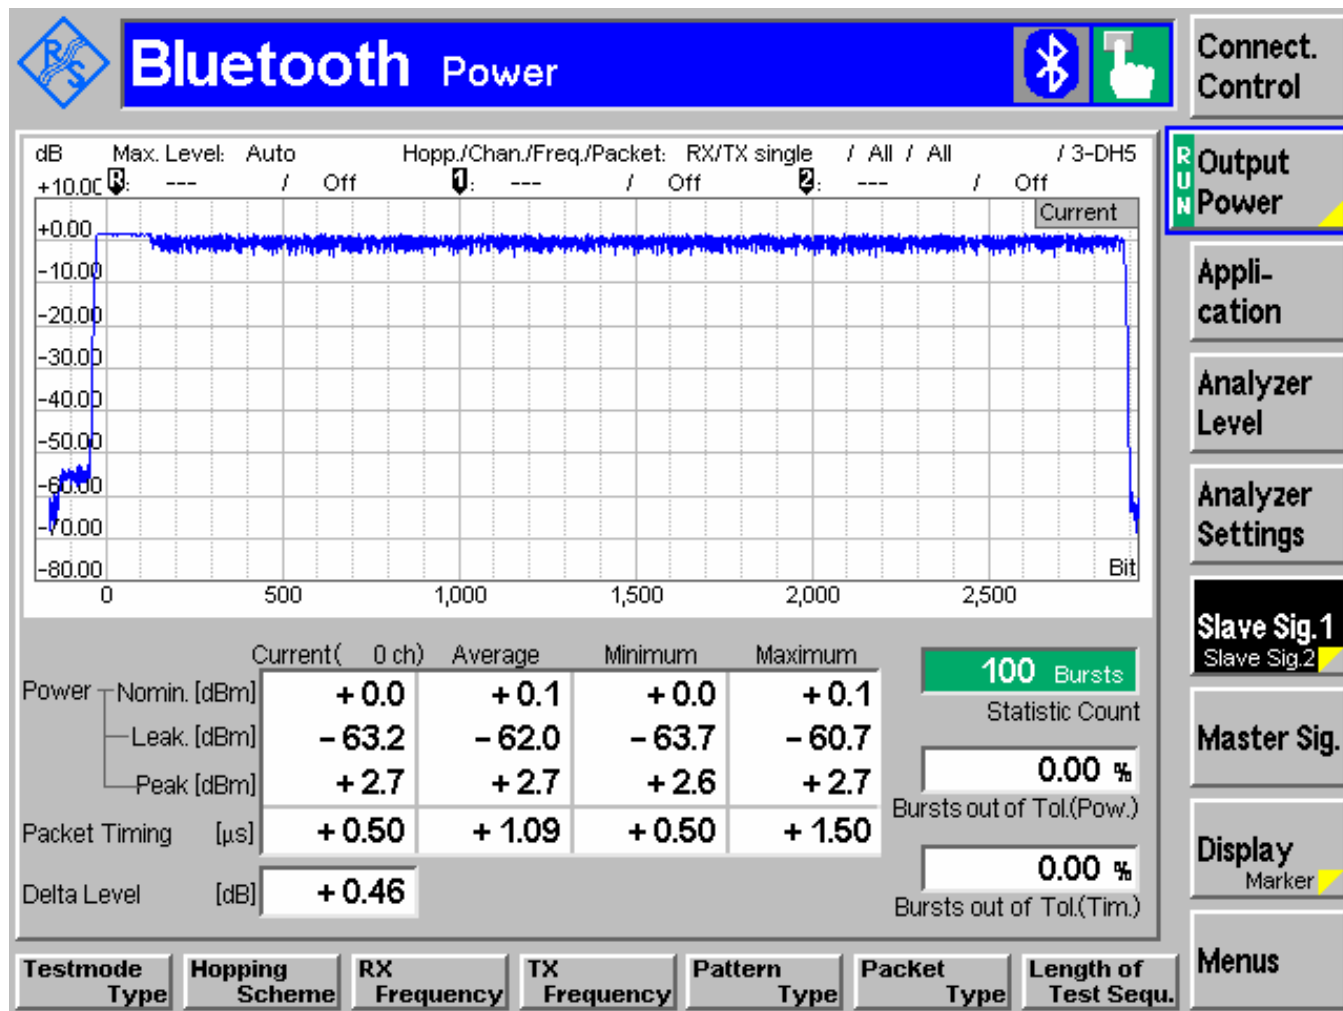 R S
Bluetooth Power
Connect. Control
dB Max. Level: Auto Hopp./Chan./Freq./Packet: RX/TX single / All / All / 3-DH5
+10.00 R: --- / Off 1: --- / Off 2: --- / Off
Current
+0.00
-10.00
-20.00
-30.00
-40.00
-50.00
-60.00
-70.00
-80.00
Bit
0 500 1,000 1,500 2,000 2,500
RUN
Output Power
Appli-
cation
Analyzer
Level
Analyzer
Settings
Slave Sig.1
Slave Sig.2
Master Sig.
Display
Marker
Menus
Current( 0 ch) Average Minimum Maximum
Power Nomin. [dBm] +0.0 +0.1 +0.0 +0.1
Leak. [dBm] -63.2 -62.0 -63.7 -60.7
Peak [dBm] +2.7 +2.7 +2.6 +2.7
Packet Timing [µs] +0.50 +1.09 +0.50 +1.50
Delta Level [dB] +0.46
100 Bursts
Statistic Count
0.00 %
Bursts out of Tol.(Pow.)
0.00 %
Bursts out of Tol.(Tim.)
Testmode Type
Hopping Scheme
RX Frequency
TX Frequency
Pattern Type
Packet Type
Length of Test Sequ.